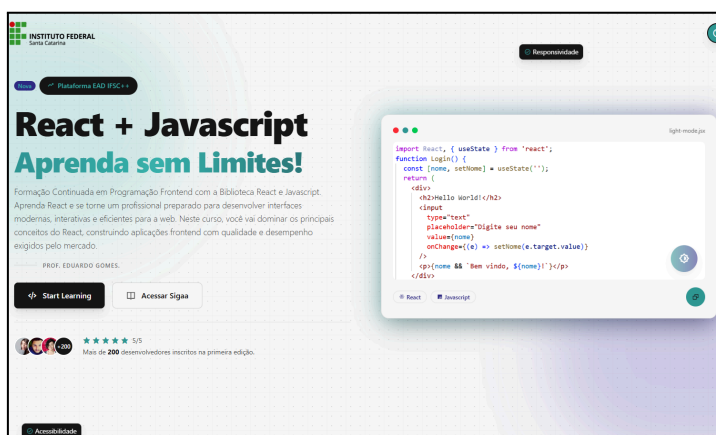 INSTITUTO FEDERAL
Santa Catarina
Responsividade
Nova
Plataforma EAD IFSC++
React + Javascript
Aprenda sem Limites!
Formação Continuada em Programação Frontend com a Biblioteca React e Javascript.
Aprenda React e se torne um profissional preparado para desenvolver interfaces
modernas, interativas e eficientes para a web. Neste curso, você vai dominar os principais
conceitos do React, construindo aplicações frontend com qualidade e desempenho
exigidos pelo mercado.
PROF. EDUARDO GOMES.
</> Start Learning
Acessar Sigaa
+200
5/5
Mais de 200 desenvolvedores inscritos na primeira edição.
Acessibilidade
light-mode.jsx
import React, { useState } from 'react';
function Login() {
const [nome, setNome] = useState('');
return (
<div>
<h2>Hello World!</h2>
<input
type="text"
placeholder="Digite seu nome"
value={nome}
onChange={(e) => setNome(e.target.value)}
/>
<p>{nome && `Bem vindo, ${nome}!`}</p>
</div>
React
Javascript